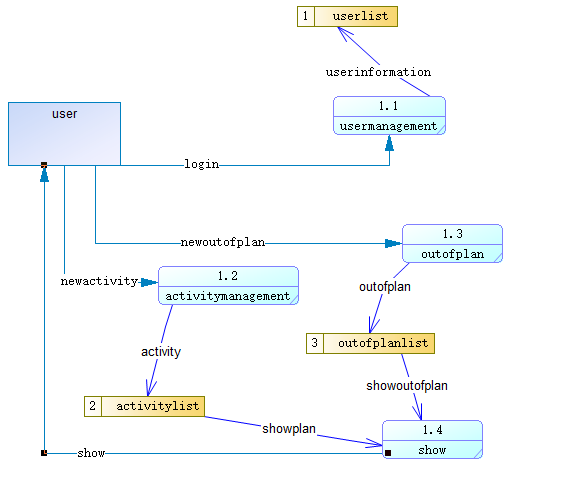 1 userlist
userinformation
1.1
usermanagement
user
login
newoutofplan
1.3
outofplan
newactivity
1.2
activitymanagement
outofplan
3 outofplanlist
activity
showoutofplan
2 activitylist
showplan
1.4
show
show